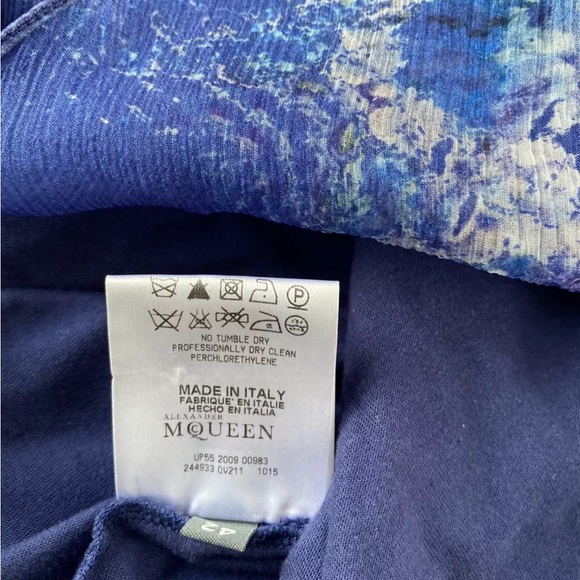 P
NO TUMBLE DRY
PROFESSIONALLY DRY CLEAN
PERCHLORETHYLENE
MADE IN ITALY
FABRIQUE' EN ITALIE
HECHO EN ITALIA
ALEXANDER
McQUEEN
UP55 2009 00983
244933 QV211 1015
42